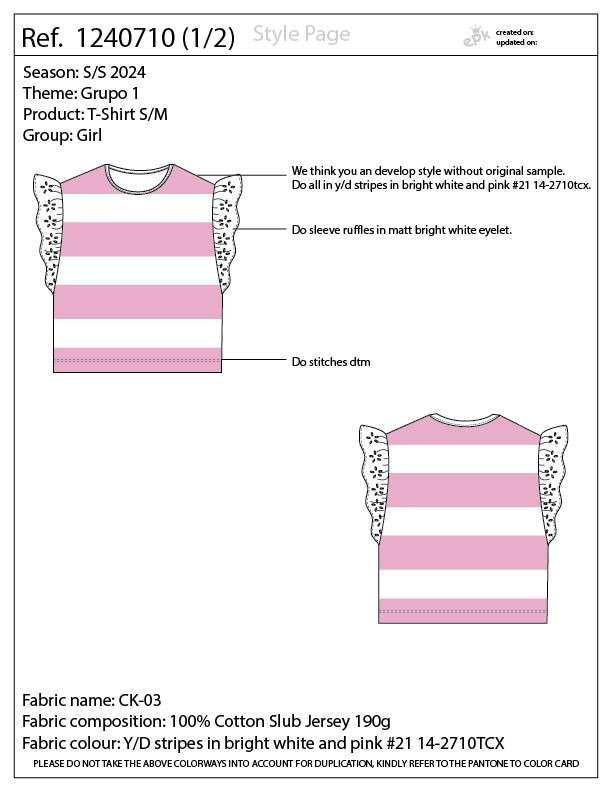 Ref. 1240710 (1/2)
Style Page
epk
created on:
updated on:
Season: S/S 2024
Theme: Grupo 1
Product: T-Shirt S/M
Group: Girl
We think you an develop style without original sample.
Do all in y/d stripes in bright white and pink #21 14-2710tcx.
Do sleeve ruffles in matt bright white eyelet.
Do stitches dtm
Fabric name: CK-03
Fabric composition: 100% Cotton Slub Jersey 190g
Fabric colour: Y/D stripes in bright white and pink #21 14-2710TCX
PLEASE DO NOT TAKE THE ABOVE COLORWAYS INTO ACCOUNT FOR DUPLICATION, KINDLY REFER TO THE PANTONE TO COLOR CARD